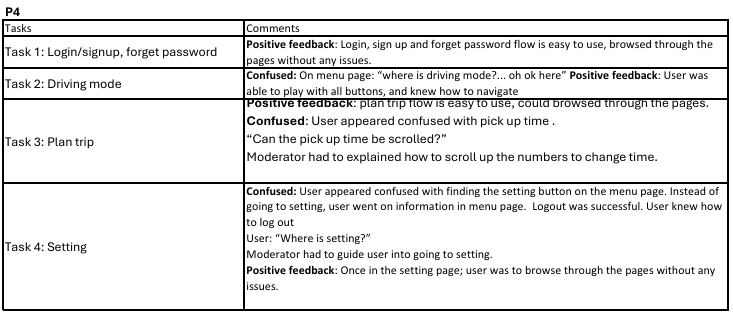 P4
Tasks
Comments
Task 1: Login/signup, forget password
Positive feedback: Login, sign up and forget password flow is easy to use, browsed through the
pages without any issues.
Task 2: Driving mode
Confused: On menu page: “where is driving mode?... oh ok here” Positive feedback: User was
able to play with all buttons, and knew how to navigate
Task 3: Plan trip
Positive feedback: plan trip flow is easy to use, could browsed through the pages.
Confused: User appeared confused with pick up time .
“Can the pick up time be scrolled?”
Moderator had to explained how to scroll up the numbers to change time.
Task 4: Setting
Confused: User appeared confused with finding the setting button on the menu page. Instead of
going to setting, user went on information in menu page.  Logout was successful. User knew how
to log out
User: “Where is setting?”
Moderator had to guide user into going to setting.
Positive feedback: Once in the setting page; user was to browse through the pages without any
issues.